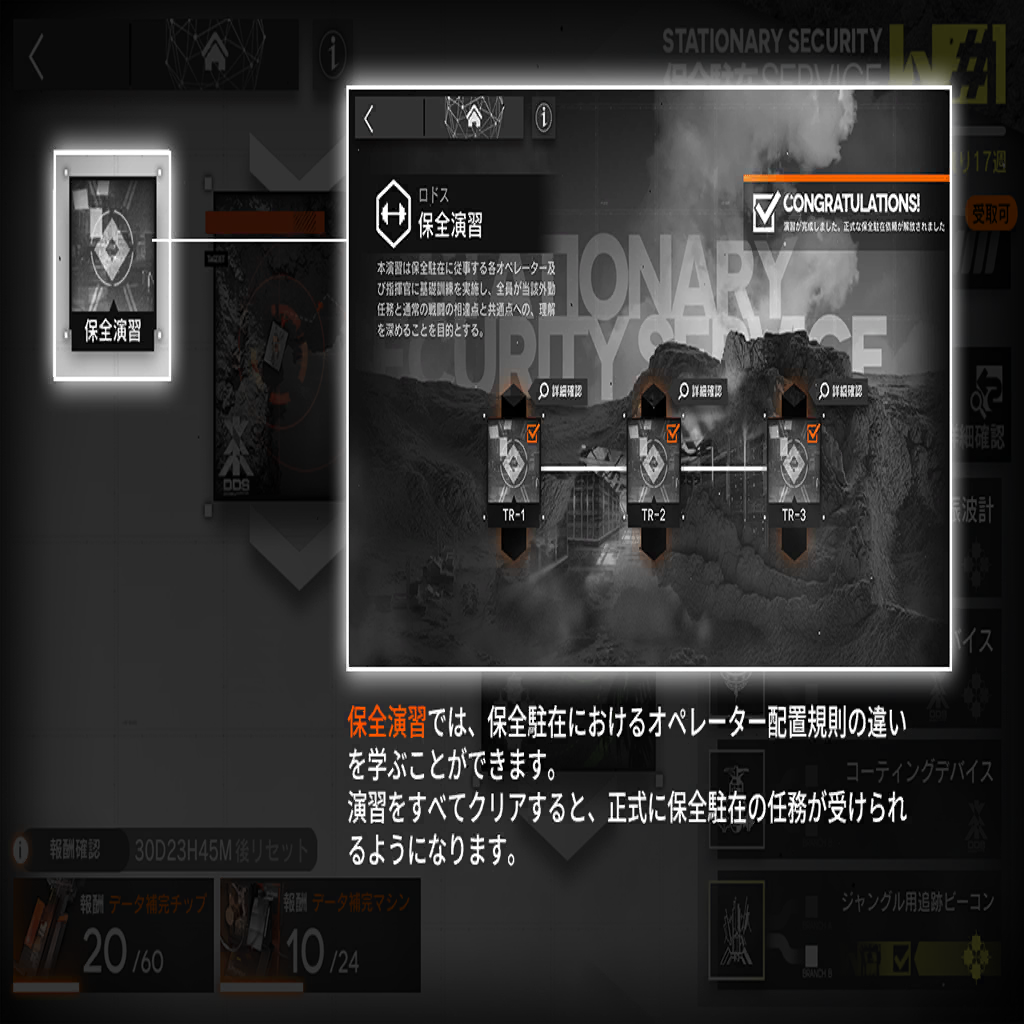 STATIONARY SECURITY
保全駐在SERVICE
#1
保全演習
ロドス
保全演習
本演習は保全駐在に従事する各オペレーター及
び指揮官に基礎訓練を実施し、全員が当該外勤
任務と通常の戦闘の相違点と共通点への、理解
を深めることを目的とする。
CONGRATULATIONS!
演習が完成しました、正式な保全駐在依頼が解放されました
STATIONARY
SECURITY SERVICE
詳細確認
詳細確認
詳細確認
TR-1
TR-2
TR-3
受取可
DDS
保全演習では、保全駐在におけるオペレーター配置規則の違い
を学ぶことができます。
演習をすべてクリアすると、正式に保全駐在の任務が受けられ
るようになります。
コーティングデバイス
ジャングル用追跡ビーコン
BRANCH B
報酬確認
30D23H45M後リセット
報酬 データ補完チップ
20/60
報酬 データ補完マシン
10/24